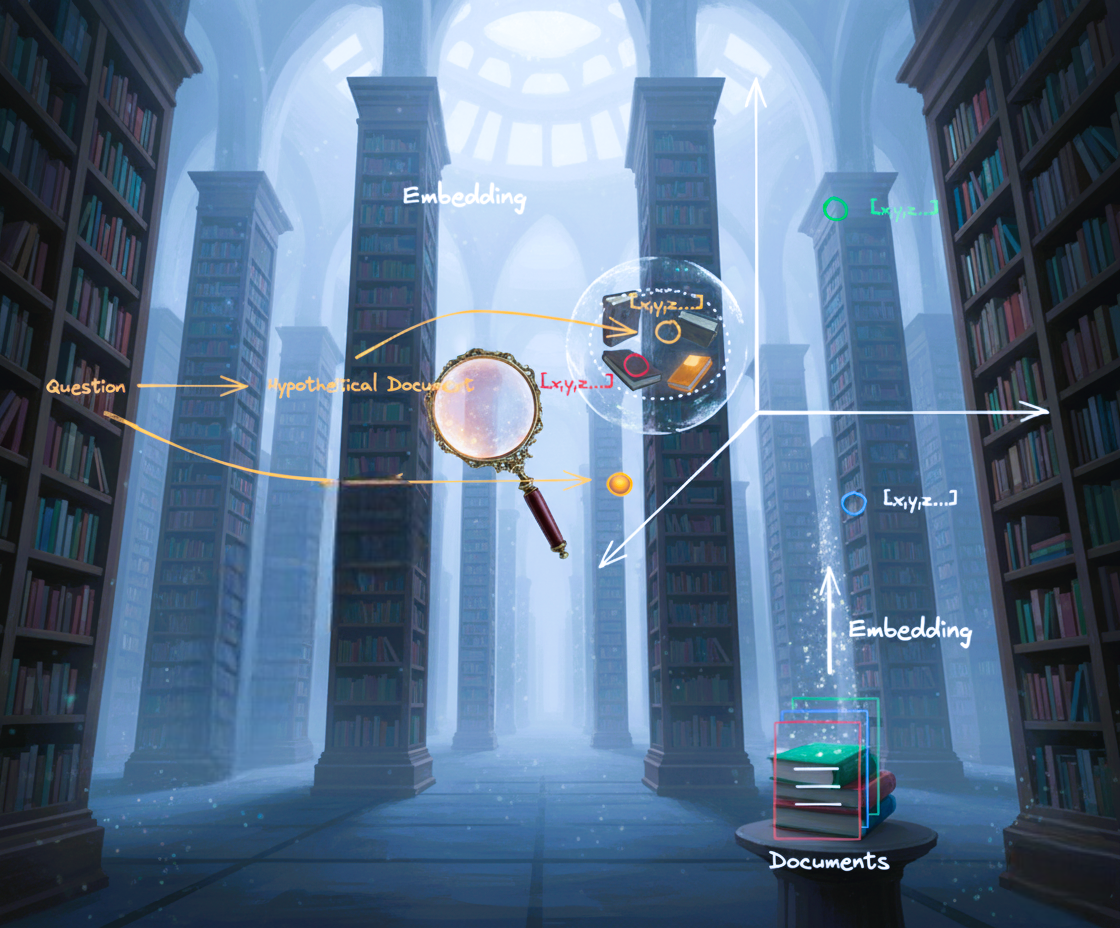 Embedding
[x,y,z...]
[x,y,z...]
Question
Hypothetical Document
[x,y,z...]
[x,y,z...]
Embedding
Documents